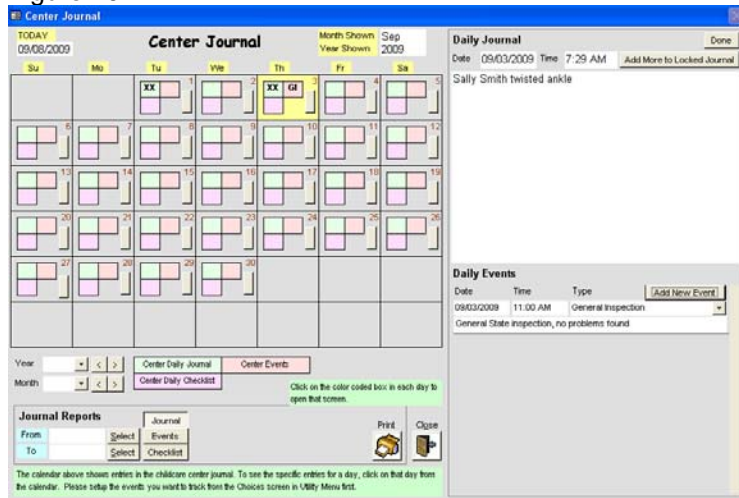 Center Journal
TODAY
09/08/2009
Center Journal
Month Shown Sep
Year Shown 2009
Su Mo Tu We Th Fr Sa
XX 1 2 XX GI 3 4 5
6 7 8 9 10 11 12
13 14 15 16 17 18 19
20 21 22 23 24 25 26
27 28 29 30
Year < >
Month < >
Center Daily Journal Center Events
Center Daily Checklist
Click on the color coded box in each day to
open that screen.
Journal Reports
From Select
To Select
Journal
Events
Checklist
Print Close
The calendar above shows entries in the childcare center journal. To see the specific entries for a day, click on that day from
the calendar. Please setup the events you want to track from the Choices screen in Utility Menu first.
Daily Journal Done
Date 09/03/2009 Time 7:29 AM Add More to Locked Journal
Sally Smith twisted ankle
Daily Events
Date Time Type Add New Event
09/03/2009 11:00 AM General Inspection
General State inspection, no problems found